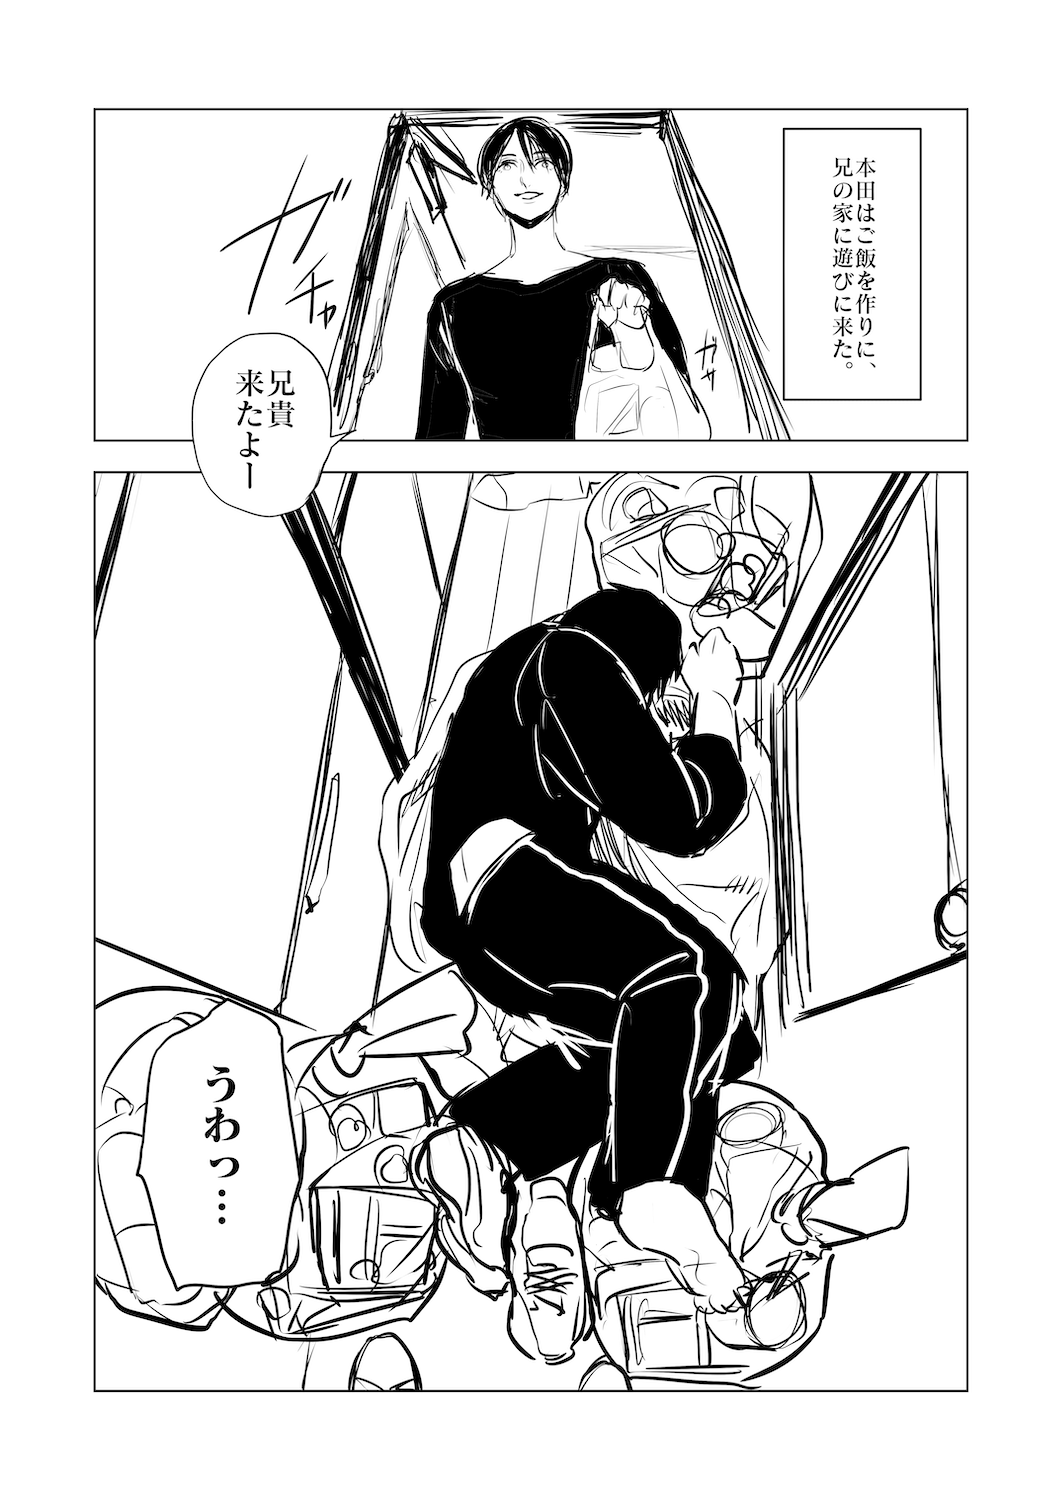 本田はご飯を作りに、
兄の家に遊びに来た。
ガチャ
ガサ
兄貴
来たよー
うわっ…